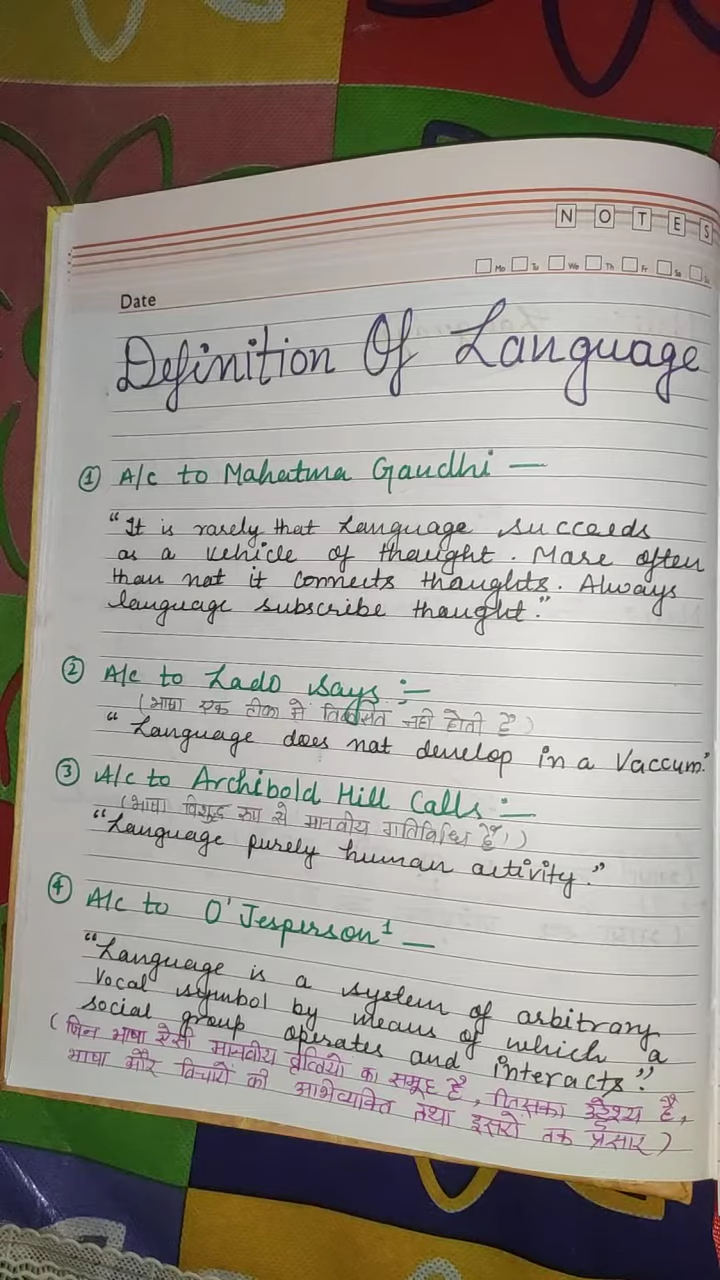 N O T E S
Mo Tu We Th Fr Sa Su
Date
Definition Of Language
① A/c to Mahatma Gandhi —
“It is rarely that Language succeeds
as a vehicle of thought. More often
than not it connects thoughts. Always
language subscribe thought.”
② A/c to Lado says :—
(भाषा एक टीका में विकसित नहीं होती है)
“Language does not develop in a Vaccum.”
③ A/c to Archibold Hill Calls :—
(भाषा विशुद्ध रूप से मानवीय गतिविधि है।)
“Language purely human activity.”
④ A/c to O'Jesperson¹ —
“Language is a system of arbitrary
vocal symbol by means of which a
social group operates and interacts.”
(जिन भाषा ऐसी मानवीय वृत्तियों का समूह है, जिसका उद्देश्य है,
भाषा और विचारों की अभिव्यक्ति तथा इसरों तक प्रसार)